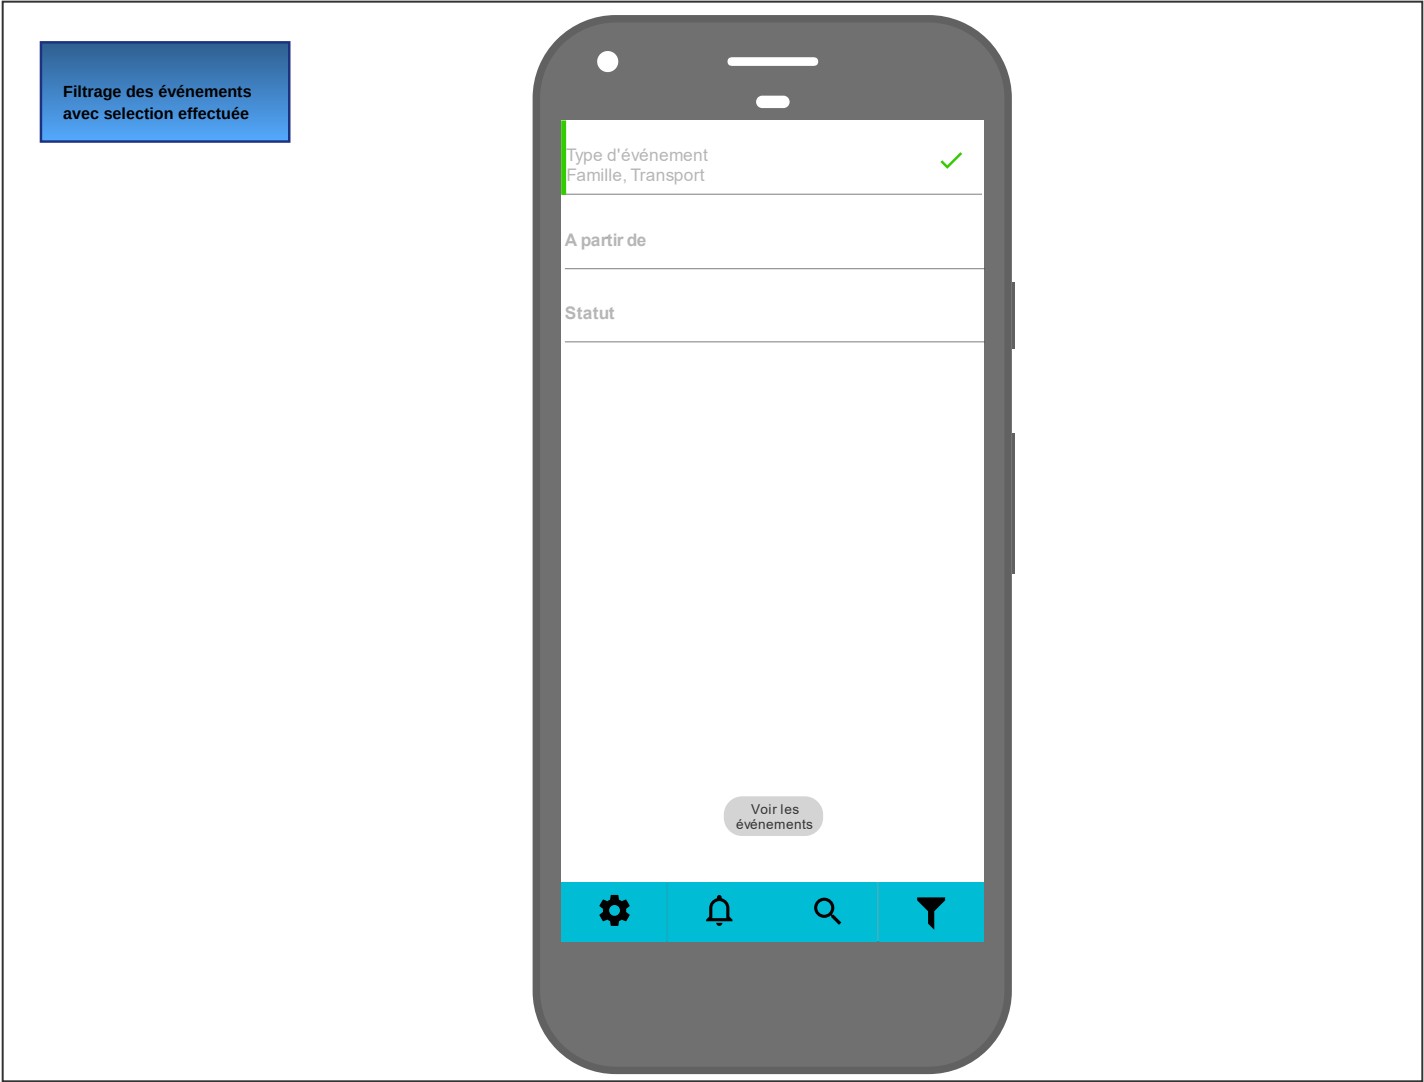 Filtrage des événements
avec selection effectuée
Type d'événement
Famille, Transport
A partir de
Statut
Voir les
événements